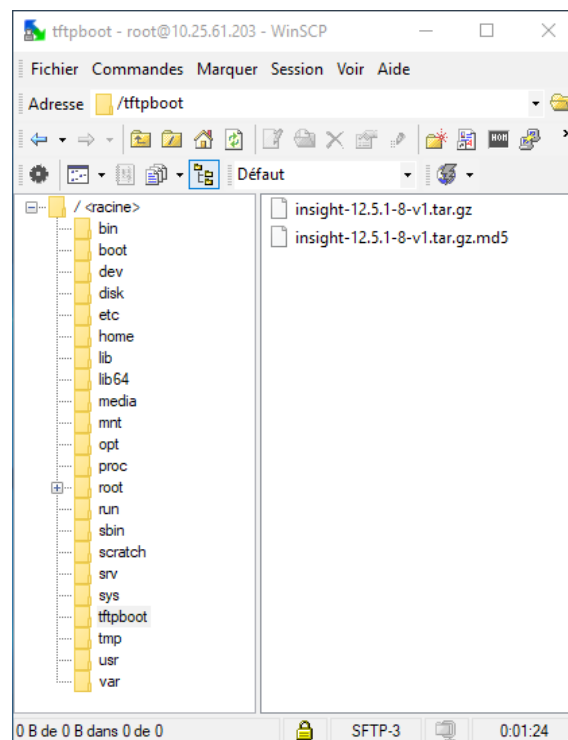 tftpboot - root@10.25.61.203 - WinSCP
Fichier Commandes Marquer Session Voir Aide
Adresse /tftpboot
Défaut
/ <racine>
bin
boot
dev
disk
etc
home
lib
lib64
media
mnt
opt
proc
root
run
sbin
scratch
srv
sys
tftpboot
tmp
usr
var
insight-12.5.1-8-v1.tar.gz
insight-12.5.1-8-v1.tar.gz.md5
0 B de 0 B dans 0 de 0
SFTP-3
0:01:24